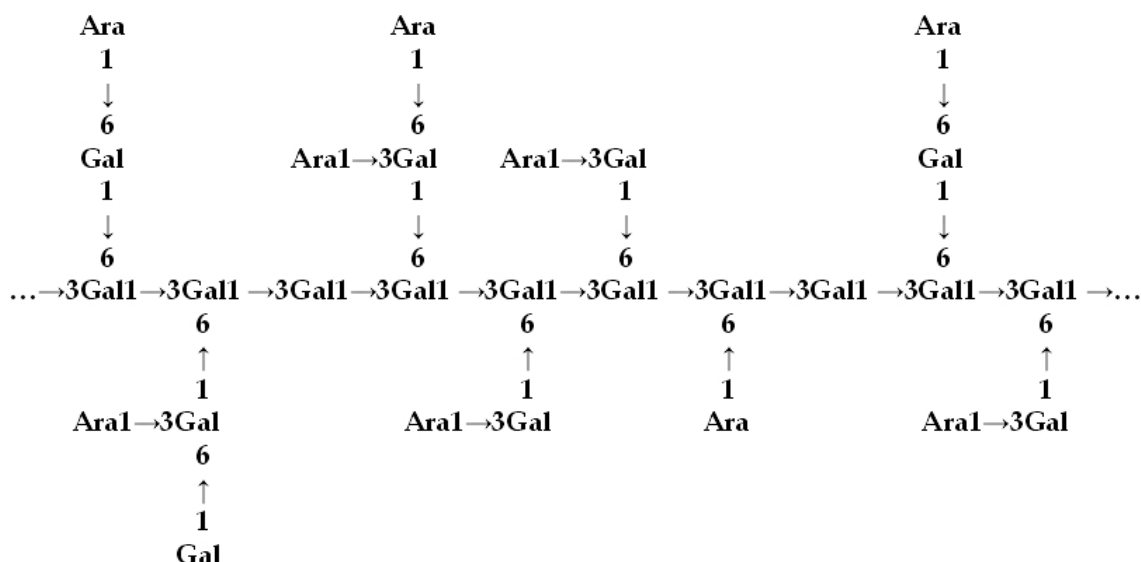 Ara Ara Ara
1 1 1
↓ ↓ ↓
6 6 6
Gal Ara1→3Gal Ara1→3Gal Gal
1 1 1 1
↓ ↓ ↓ ↓
6 6 6 6
...→3Gal1→3Gal1 →3Gal1→3Gal1 →3Gal1→3Gal1 →3Gal1→3Gal1 →3Gal1→3Gal1 →...
6 6 6 6
↑ ↑ ↑ ↑
1 1 1 1
Ara1→3Gal Ara1→3Gal Ara Ara1→3Gal
6
↑
1
Gal